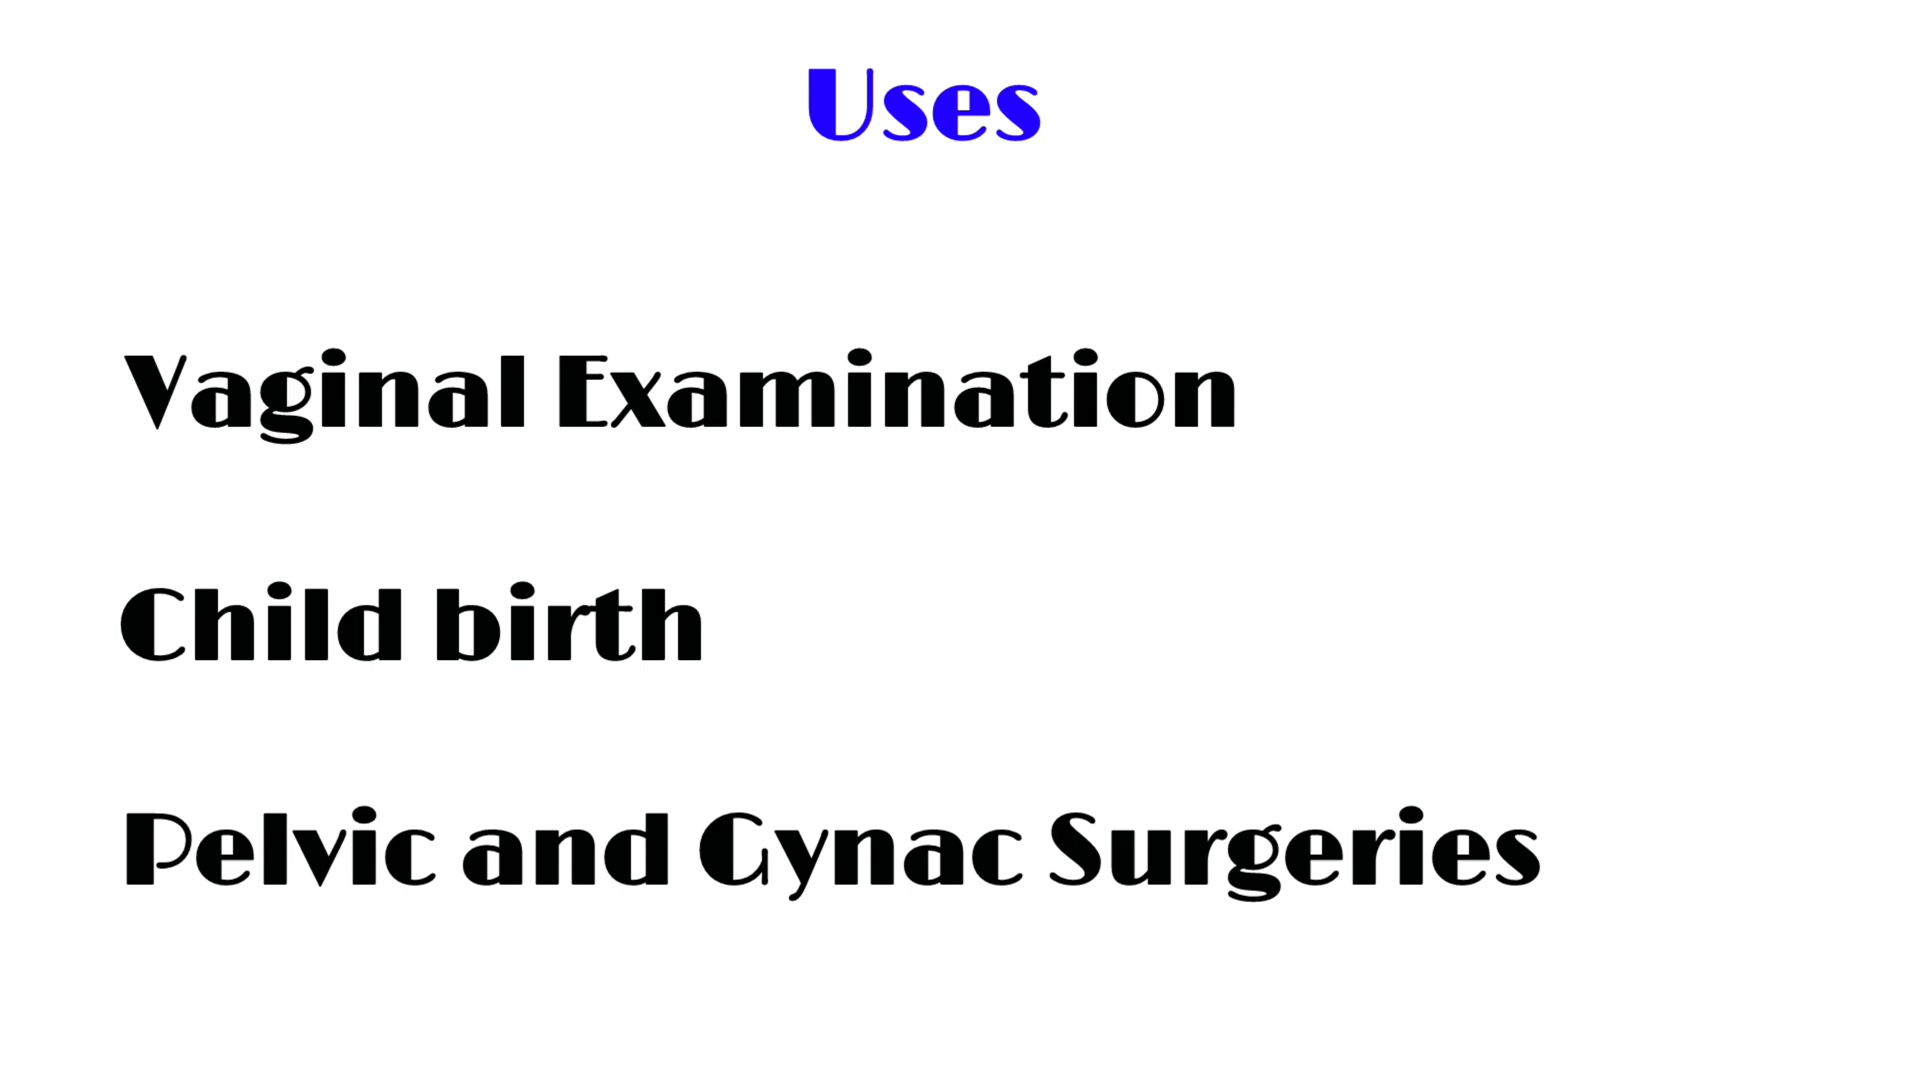 Uses
Vaginal Examination
Child birth
Pelvic and Gynac Surgeries